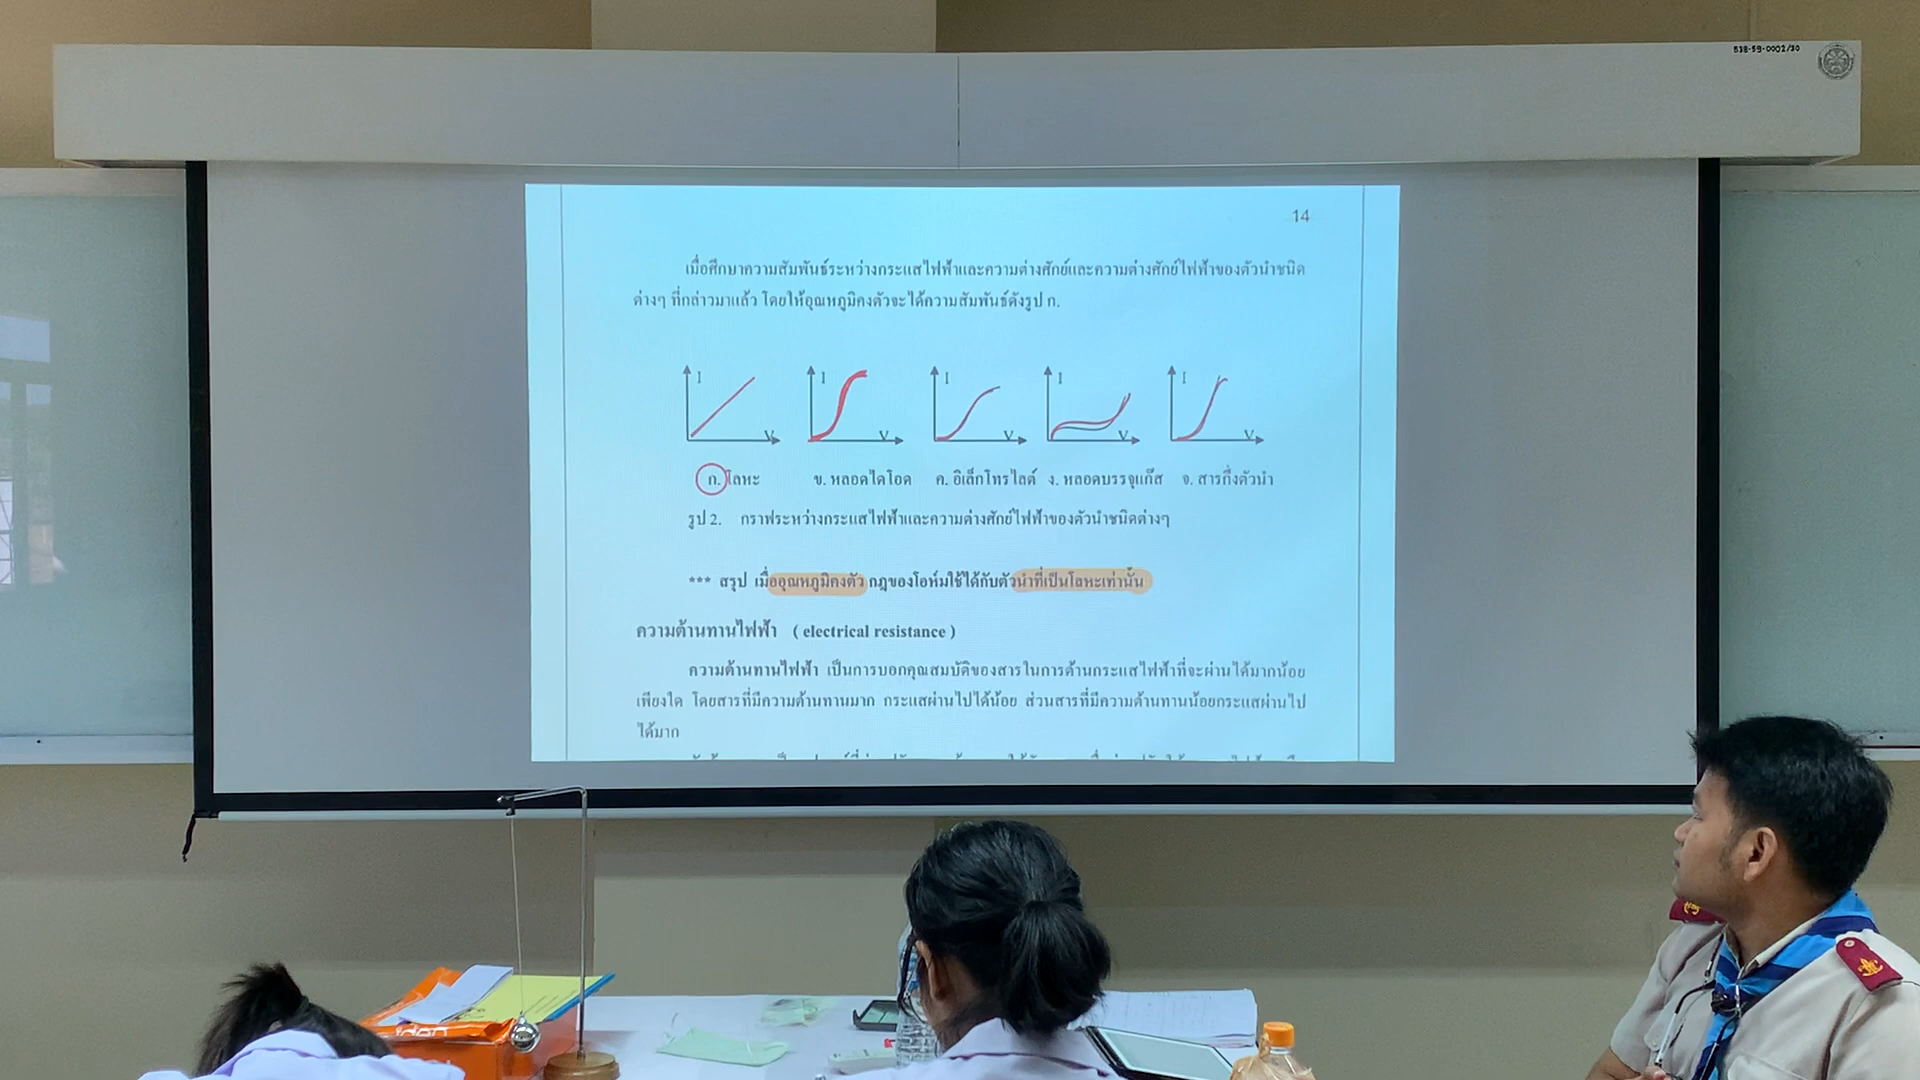 538-59-0002/30
14
เมื่อศึกษาความสัมพันธ์ระหว่างกระแสไฟฟ้าและความต่างศักย์และความต่างศักย์ไฟฟ้าของตัวนำชนิด
ต่างๆ ที่กล่าวมาแล้ว โดยให้อุณหภูมิคงตัวจะได้ความสัมพันธ์ดังรูป ก.
I I I I I
V V V V V
ก. โลหะ ข. หลอดไดโอด ค. อิเล็กโทรไลต์ ง. หลอดบรรจุแก๊ส จ. สารกึ่งตัวนำ
รูป 2. กราฟระหว่างกระแสไฟฟ้าและความต่างศักย์ไฟฟ้าของตัวนำชนิดต่างๆ
*** สรุป เมื่ออุณหภูมิคงตัว กฎของโอห์มใช้ได้กับตัวนำที่เป็นโลหะเท่านั้น
ความต้านทานไฟฟ้า ( electrical resistance )
ความต้านทานไฟฟ้า เป็นการบอกคุณสมบัติของสารในการต้านกระแสไฟฟ้าที่จะผ่านได้มากน้อย
เพียงใด โดยสารที่มีความต้านทานมาก กระแสผ่านไปได้น้อย ส่วนสารที่มีความต้านทานน้อยกระแสผ่านไป
ได้มาก